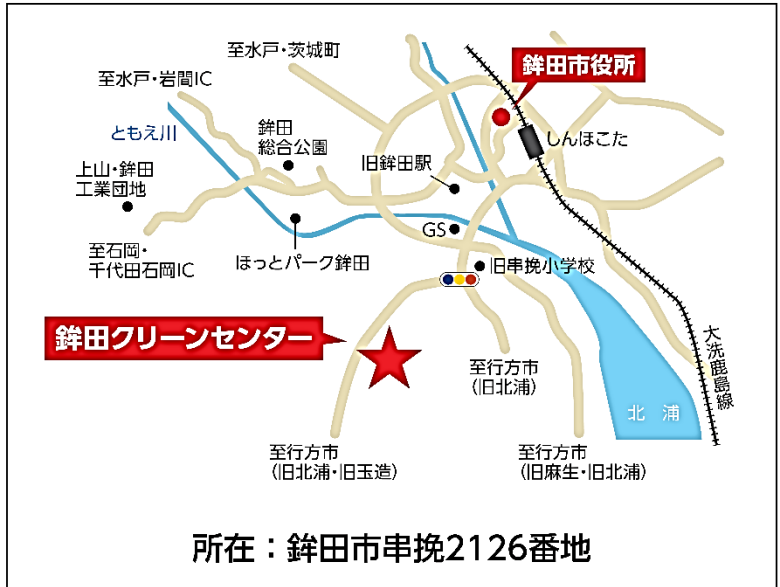 至水戸・茨城町
至水戸・岩間IC
鉾田市役所
ともえ川
鉾田
総合公園
しんほこた
旧鉾田駅
上山・鉾田
工業団地
GS
至石岡・
千代田石岡IC
ほっとパーク鉾田
旧串挽小学校
鉾田クリーンセンター
大洗鹿島線
至行方市
（旧北浦）
北浦
至行方市
（旧北浦・旧玉造）
至行方市
（旧麻生・旧北浦）
所在：鉾田市串挽2126番地